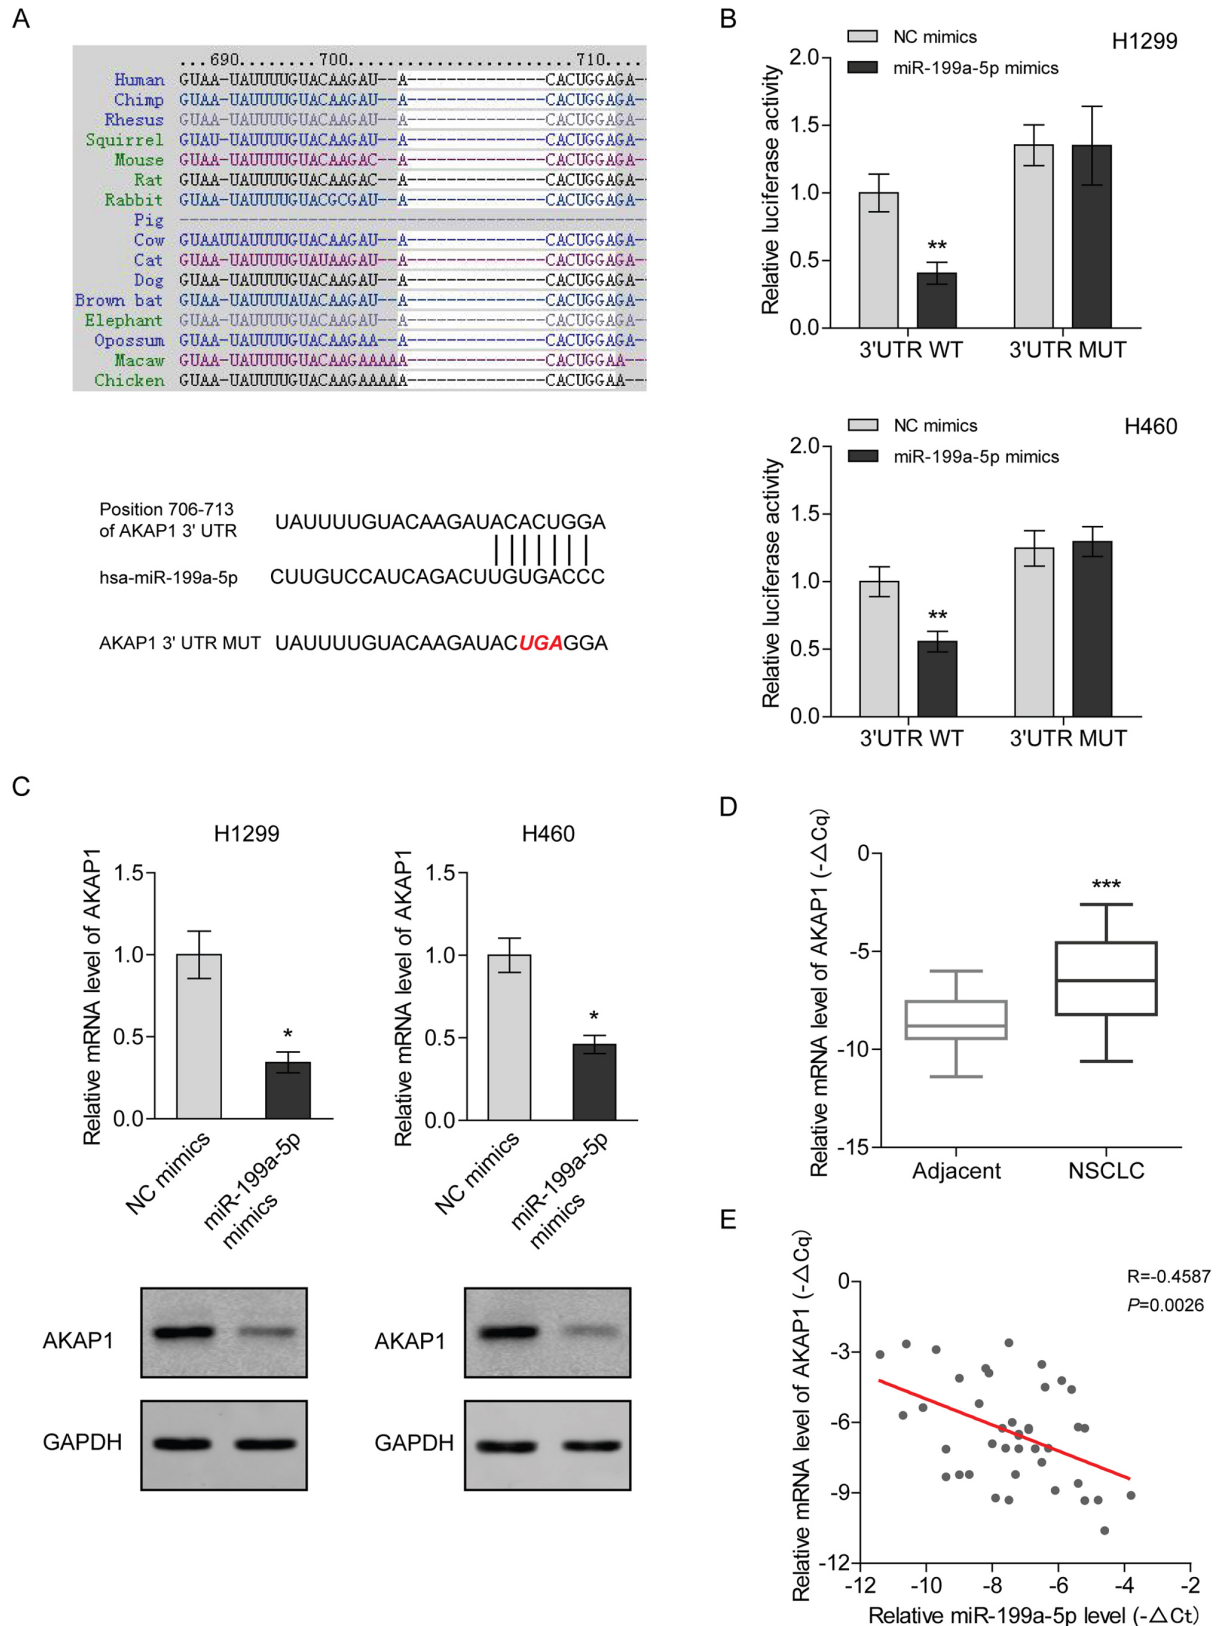 A
...690........700......................710....
Human GUAA-UAUUUUGUACAAGAU--A--------------CACUGGAGA-
Chimp GUAA-UAUUUUGUACAAGAU--A--------------CACUGGAGA-
Rhesus GUAA-UAUUUUGUACAAGAU--A--------------CACUGGAGA-
Squirrel GUAU-UAUUUUGUACAAGAU--A--------------CACUGGAGA-
Mouse GUAA-UAUUUUGUACAAGAC--A--------------CACUGGAGA-
Rat GUAA-UAUUUUGUACAAGAC--A--------------CACUGGAGA-
Rabbit GUAA-UAUUUUGUACGCGAU--A--------------CACUGGAGA-
Pig -----------------------------------------------
Cow GUAAUUAUUUUGUACAAGAU--A--------------CACUGGAGA-
Cat GUAA-UAUUUUGUAUAAGAU--A--------------CACUGGAGA-
Dog GUAA-UAUUUUGUACAAGAU--A--------------CACUGGAGA-
Brown bat GUAA-UAUUUUAUACAAGAU--A--------------CACUGGAGA-
Elephant GUAA-UAUUUUGUACAAGAU--A--------------CACUGGAGA-
Opossum GUAA-UAUUUUGUACAAGAA--A--------------CACUGGAGA-
Macaw GUAA-UAUUUUGUACAAGAAAAA--------------CACUGGAA--
Chicken GUAA-UAUUUUGUACAAGAAAAA--------------CACUGGAA--
Position 706-713
of AKAP1 3' UTR
UAUUUUGUACAAGAUACACUGGA
hsa-miR-199a-5p CUUGUCCAUCAGACUUGUGACCC
AKAP1 3' UTR MUT UAUUUUGUACAAGAUACUGAGGA
B
H1299
NC mimics
miR-199a-5p mimics
Relative luciferase activity
2.0
1.5
1.0
0.5
0.0
**
3'UTR WT 3'UTR MUT
H460
NC mimics
miR-199a-5p mimics
Relative luciferase activity
2.0
1.5
1.0
0.5
0.0
**
3'UTR WT 3'UTR MUT
C
H1299
Relative mRNA level of AKAP1
1.5
1.0
0.5
0.0
*
NC mimics
miR-199a-5p
mimics
H460
Relative mRNA level of AKAP1
1.5
1.0
0.5
0.0
*
NC mimics
miR-199a-5p
mimics
AKAP1
GAPDH
AKAP1
GAPDH
D
Relative mRNA level of AKAP1 (-△Cq)
0
-5
-10
-15
***
Adjacent NSCLC
E
Relative mRNA level of AKAP1 (-△Cq)
R=-0.4587
P=0.0026
0
-3
-6
-9
-12
-12 -10 -8 -6 -4 -2
Relative miR-199a-5p level (-△Ct)